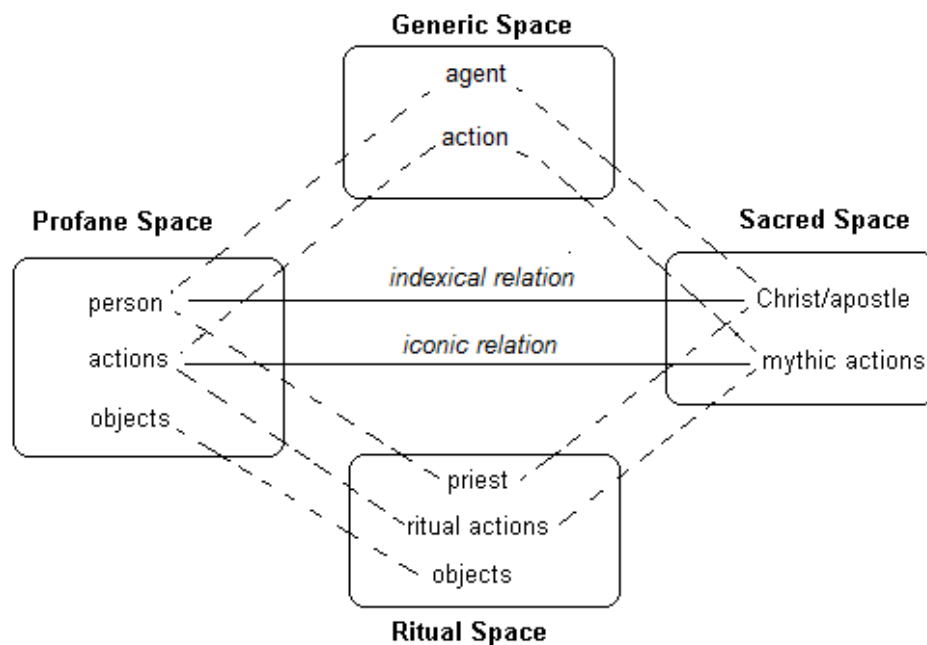 Generic Space
agent
action
Profane Space
Sacred Space
person
indexical relation
Christ/apostle
actions
iconic relation
mythic actions
objects
priest
ritual actions
objects
Ritual Space